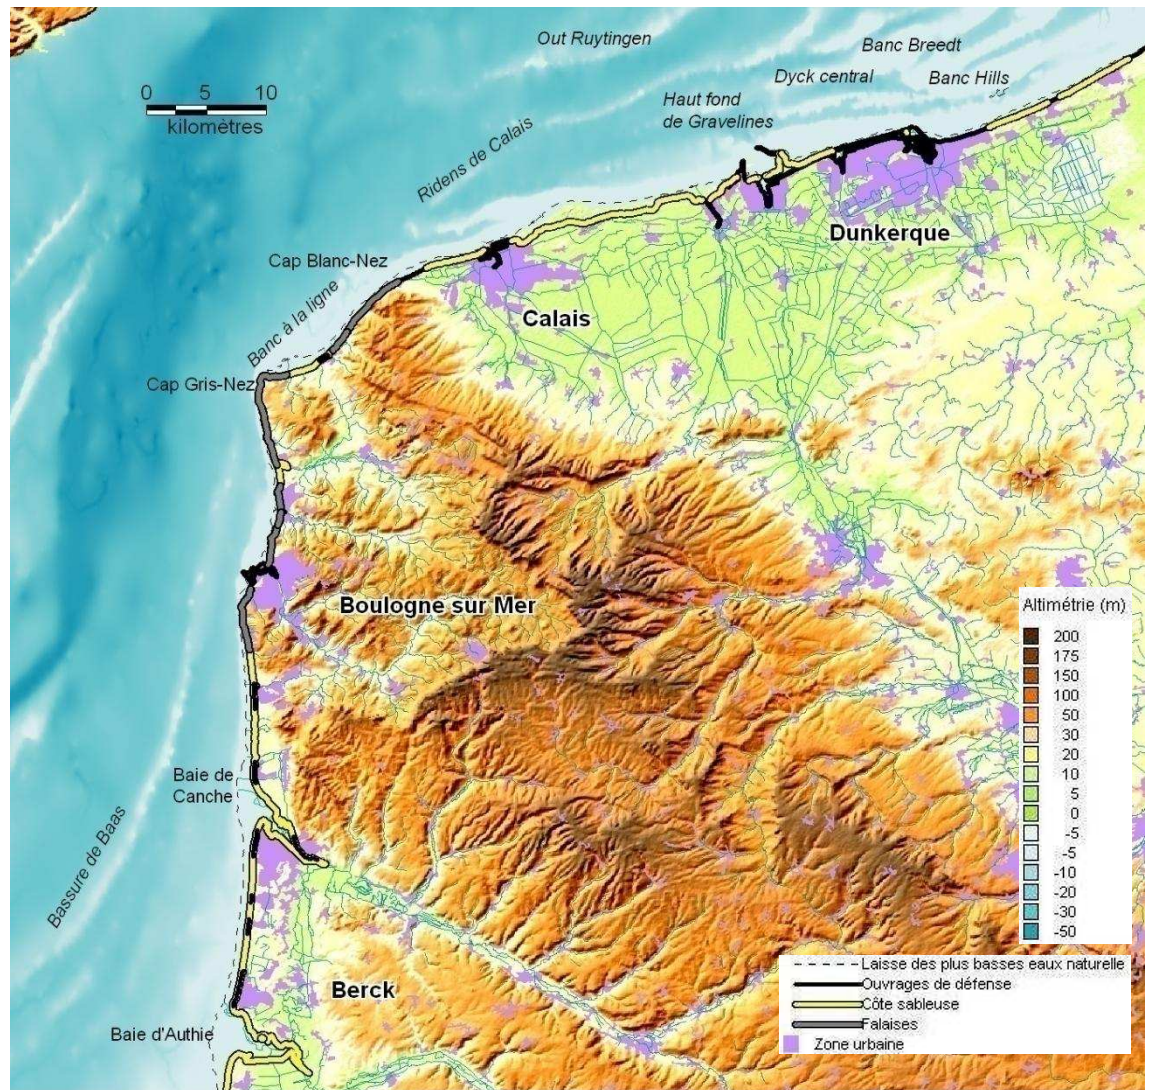 Out Ruytingen
Banc Breedt
Dyck central
Banc Hills
Haut fond
de Gravelines
0 5 10
kilomètres
Ridens de Calais
Dunkerque
Cap Blanc-Nez
Banc à la ligne
Calais
Cap Gris-Nez
Boulogne sur Mer
Altimétrie (m)
200
175
150
100
50
30
20
10
5
0
-5
-5
-10
-20
-30
-50
Baie de
Canche
Bassure de Baas
Berck
Baie d'Authie
Laisse des plus basses eaux naturelle
Ouvrages de défense
Côte sableuse
Falaises
Zone urbaine